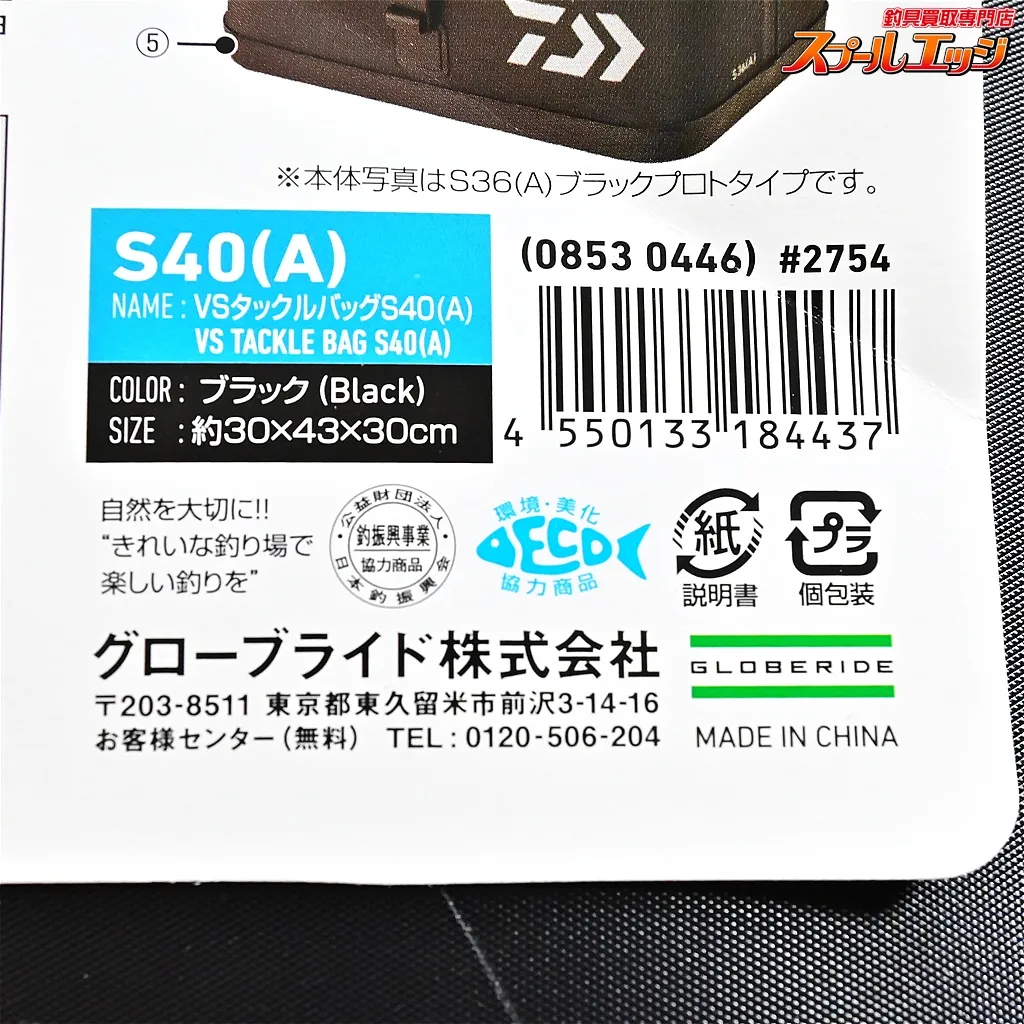 釣具買取専門店
スプールエッジ
⑤
S36(A)
※本体写真はS36(A)ブラックプロトタイプです。
S40(A)
NAME : VSタックルバッグS40(A)
VS TACKLE BAG S40(A)
COLOR : ブラック (Black)
SIZE : 約30×43×30cm
(0853 0446) #2754
4 550133 184437
自然を大切に!!
“きれいな釣り場で
楽しい釣りを”
公益財団法人
釣振興事業
協力商品
日本釣振興会
環境・美化
ECO
協力商品
紙
説明書
プラ
個包装
グローブライド株式会社
〒203-8511 東京都東久留米市前沢3-14-16
お客様センター(無料) TEL : 0120-506-204
GLOBERIDE
MADE IN CHINA